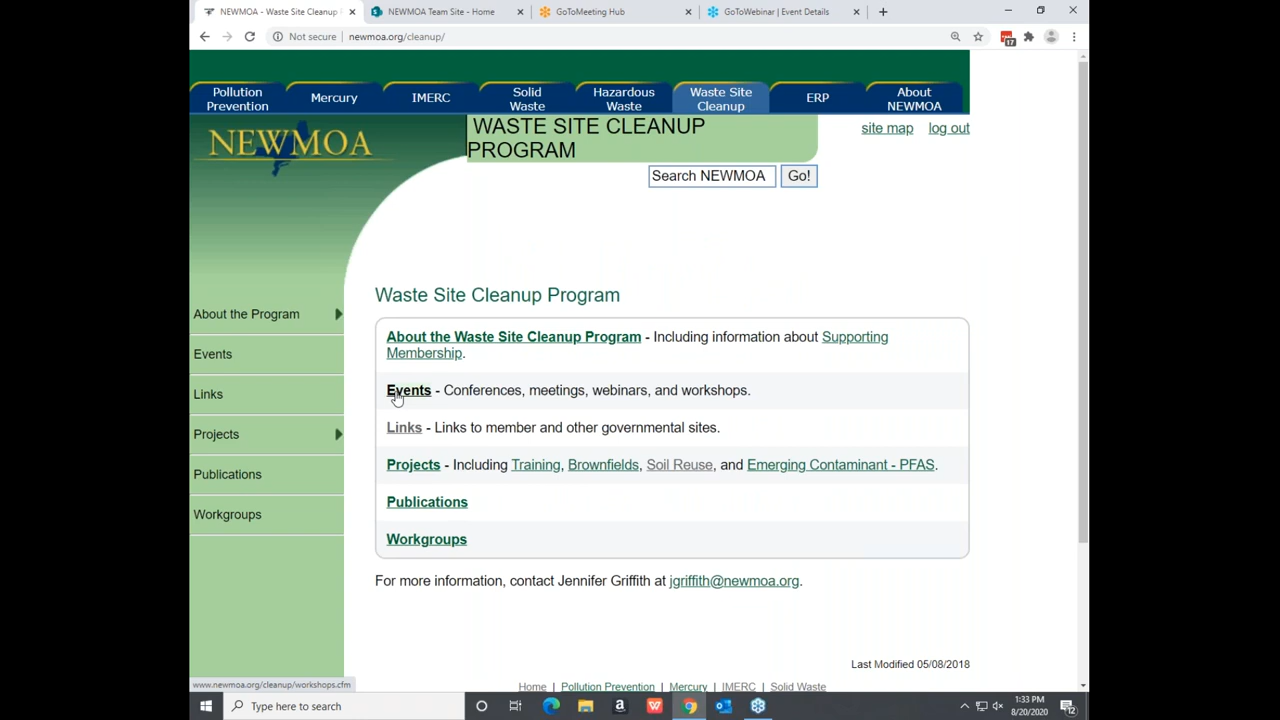 NEWMOA - Waste Site Cleanup
NEWMOA Team Site - Home
GoToMeeting Hub
GoToWebinar | Event Details
Not secure
newmoa.org/cleanup/
17
Pollution Prevention
Mercury
IMERC
Solid Waste
Hazardous Waste
Waste Site Cleanup
ERP
About NEWMOA
NEWMOA
WASTE SITE CLEANUP
PROGRAM
site map
log out
Search NEWMOA
Go!
About the Program
Events
Links
Projects
Publications
Workgroups
Waste Site Cleanup Program
About the Waste Site Cleanup Program - Including information about Supporting
Membership.
Events - Conferences, meetings, webinars, and workshops.
Links - Links to member and other governmental sites.
Projects - Including Training, Brownfields, Soil Reuse, and Emerging Contaminant - PFAS.
Publications
Workgroups
For more information, contact Jennifer Griffith at jgriffith@newmoa.org.
Last Modified 05/08/2018
www.newmoa.org/cleanup/workshops.cfm
Home | Pollution Prevention | Mercury | IMERC | Solid Waste
Type here to search
1:33 PM
8/20/2020
12